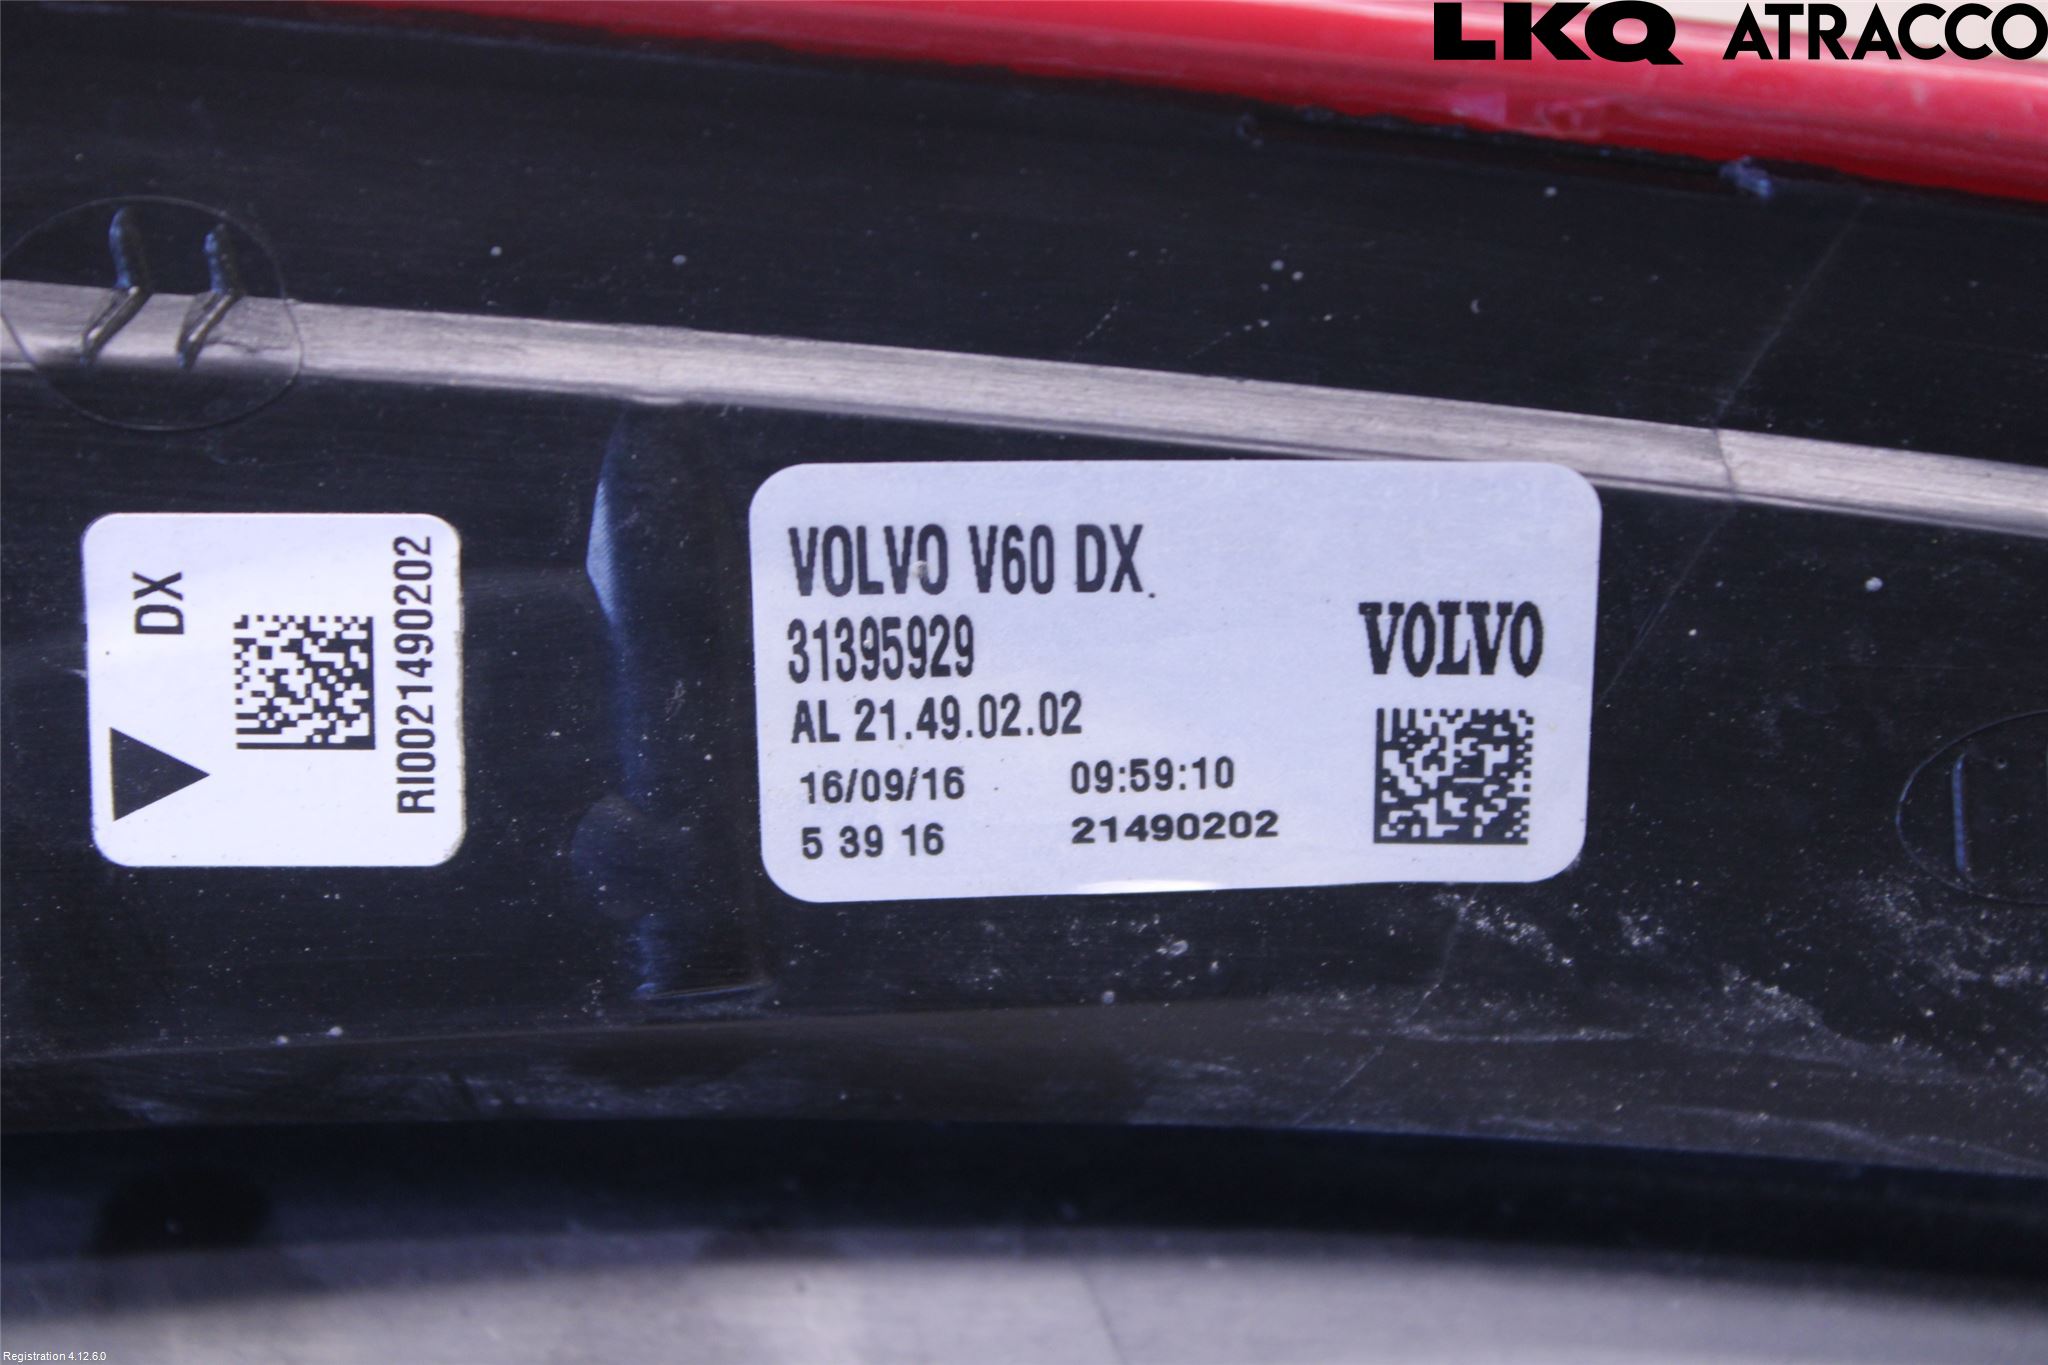 LKQ ATRACCO
DX
RI0021490202
VOLVO V60 DX
31395929
AL 21.49.02.02
16/09/16 09:59:10
5 39 16 21490202
VOLVO
Registration 4.12.6.0